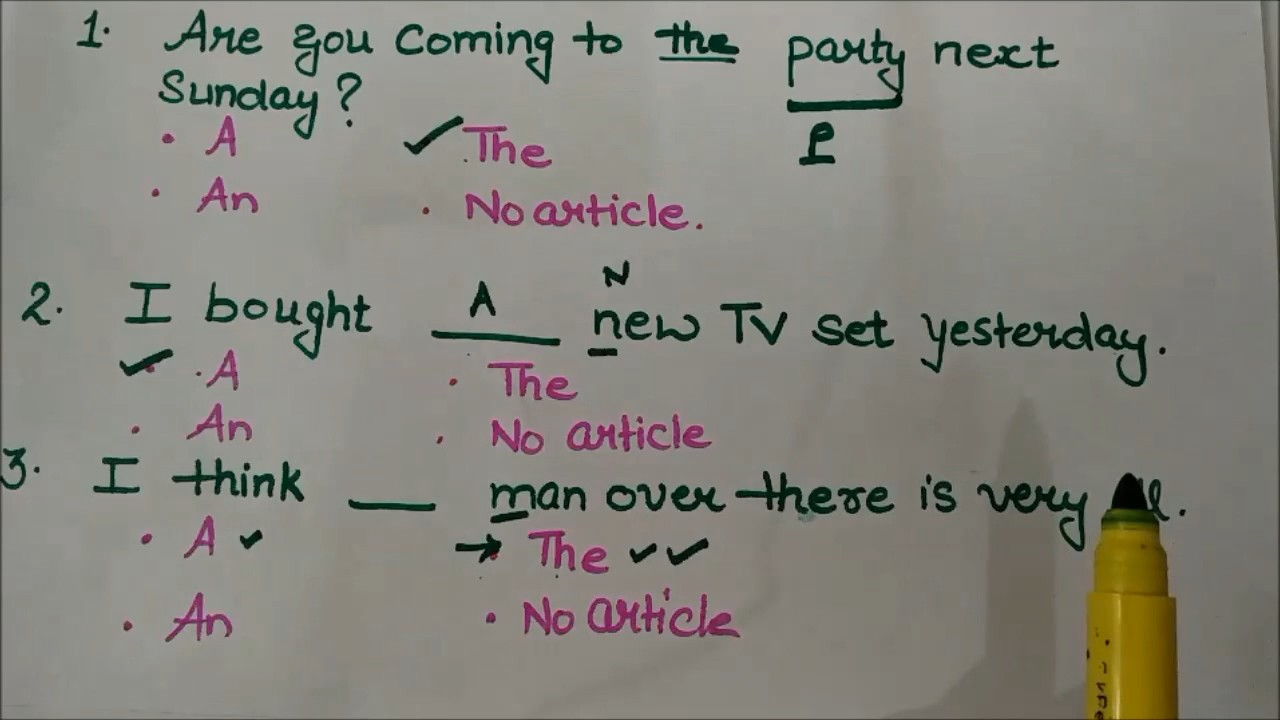 1. Are you coming to the party next
Sunday?
P
• A ✓ The
• An • No article.
N
2. I bought A new TV set yesterday.
✓ A • The
• An • No article
3. I think ___ man over there is very
• A ✓ → The ✓✓
• An • No article